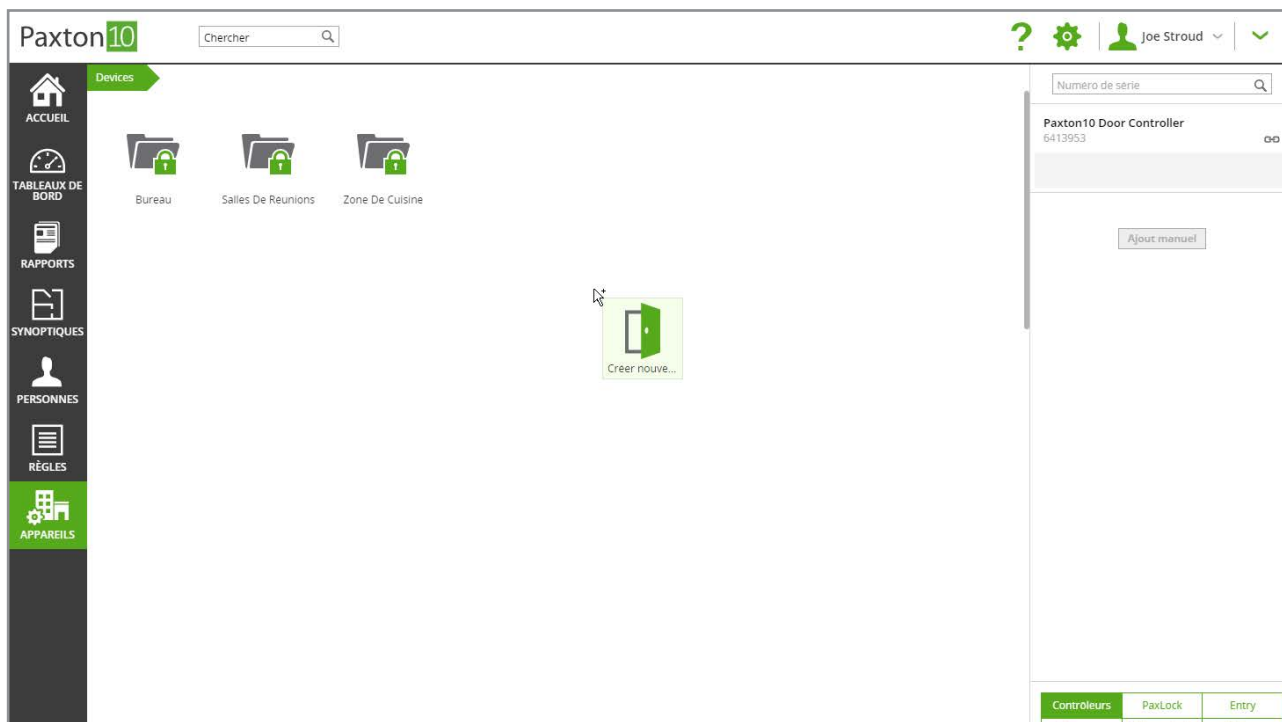 Paxton10
Chercher
?
Joe Stroud
Devices
ACCUEIL
TABLEAUX DE
BORD
RAPPORTS
SYNOPTIQUES
PERSONNES
RÈGLES
APPAREILS
Bureau
Salles De Reunions
Zone De Cuisine
Créer nouve...
Numéro de série
Paxton10 Door Controller
6413953
Ajout manuel
Contrôleurs
PaxLock
Entry